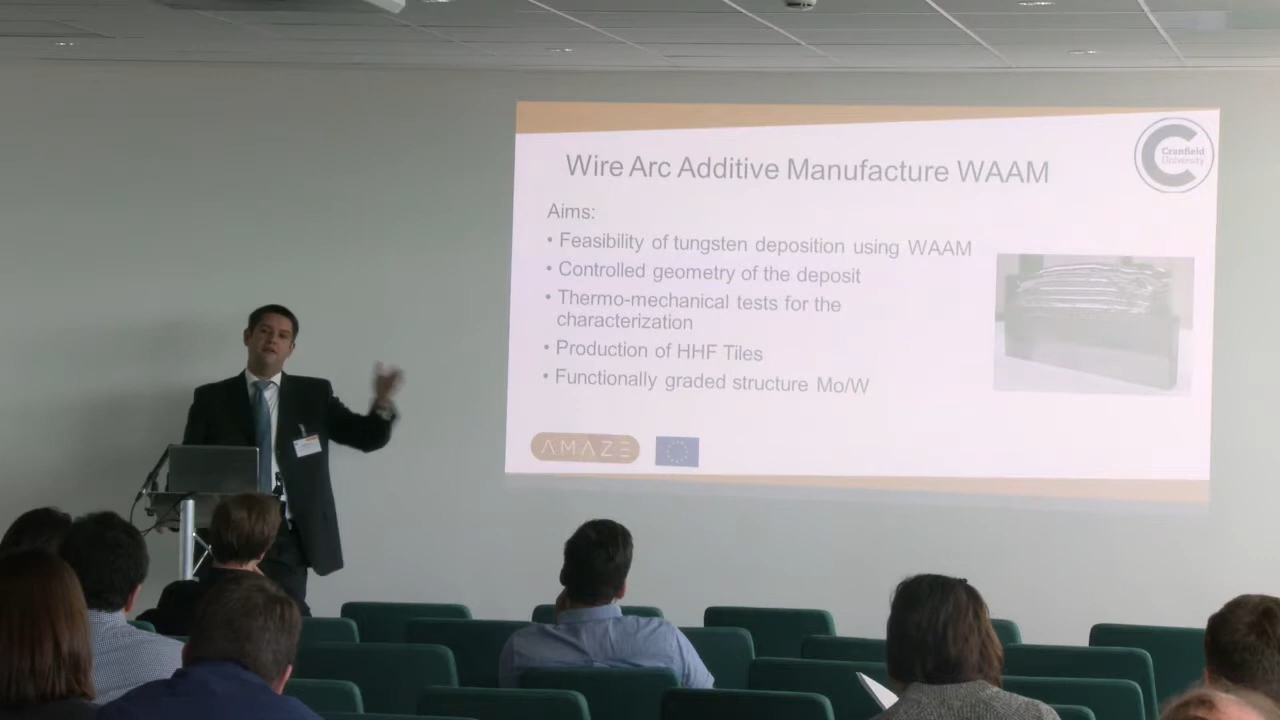 Wire Arc Additive Manufacture WAAM
Cranfield
University
Aims:
• Feasibility of tungsten deposition using WAAM
• Controlled geometry of the deposit
• Thermo-mechanical tests for the
characterization
• Production of HHF Tiles
• Functionally graded structure Mo/W
AMAZE